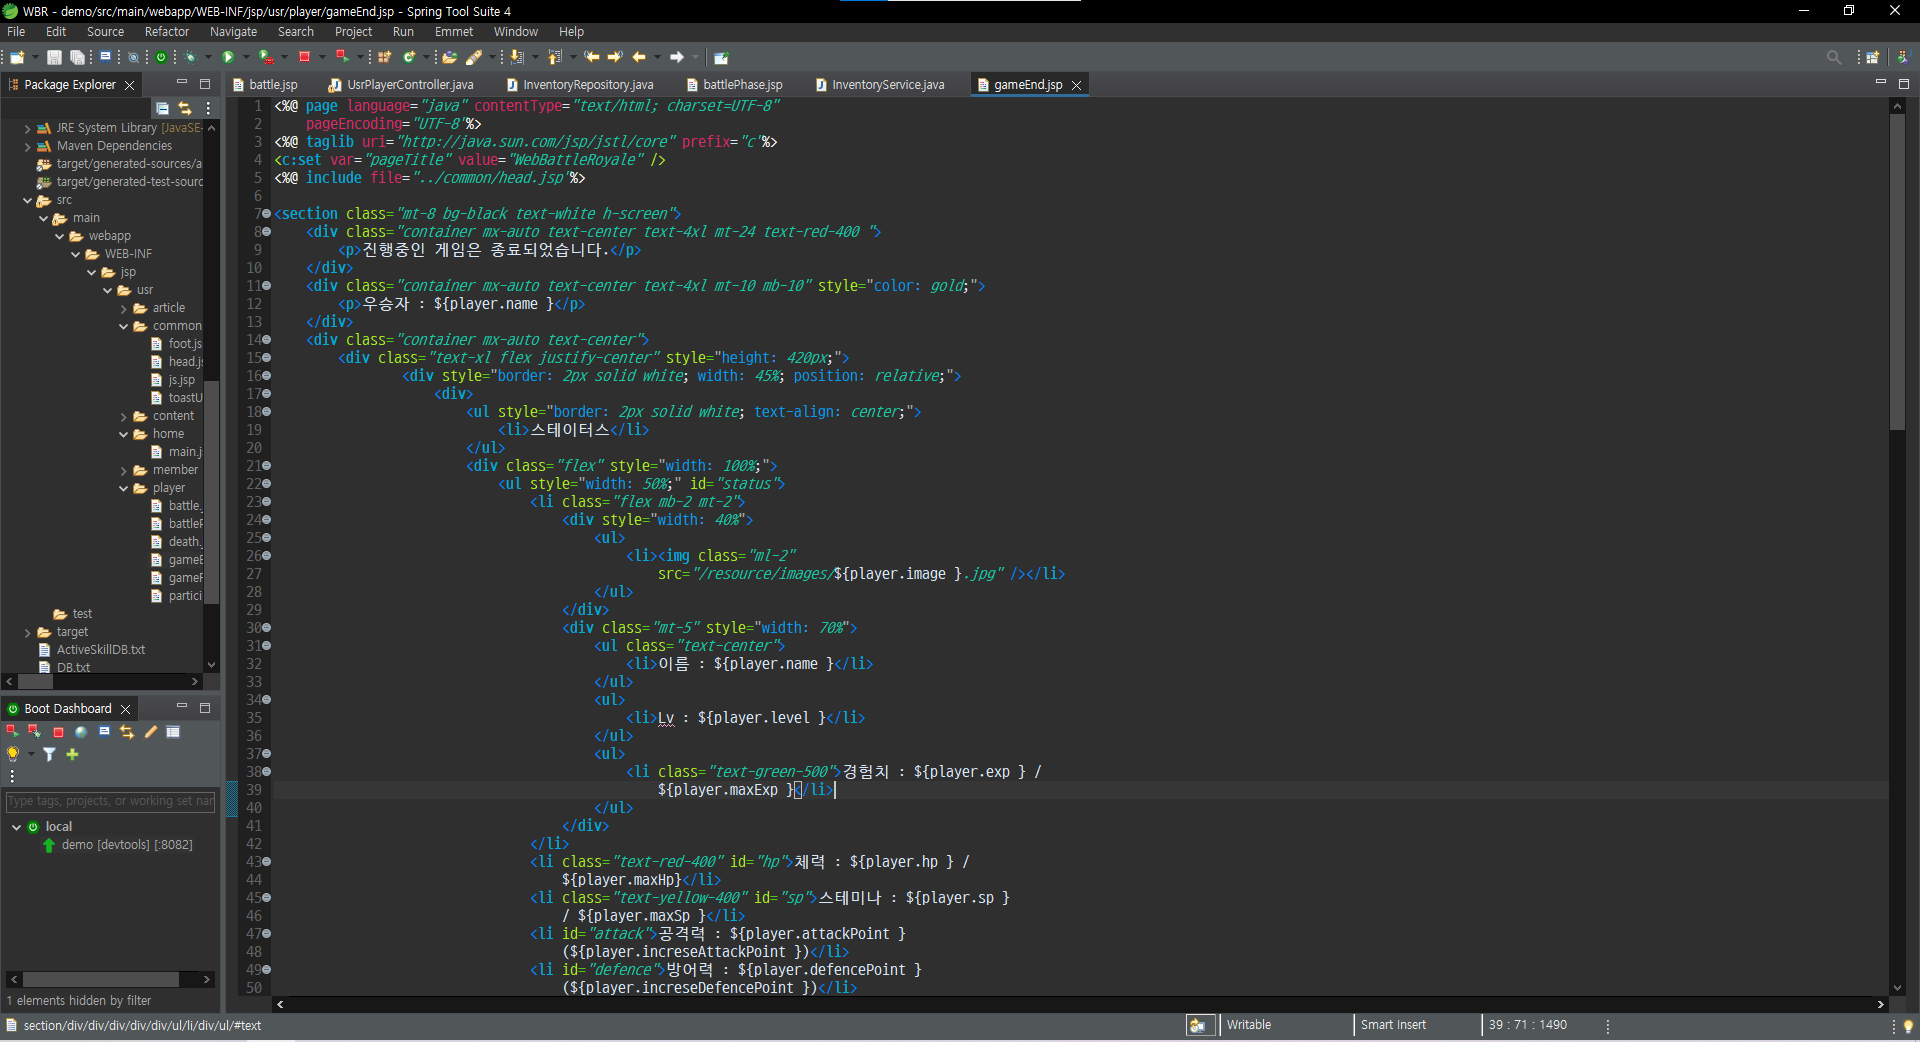 WBR - demo/src/main/webapp/WEB-INF/jsp/usr/player/gameEnd.jsp - Spring Tool Suite 4
File Edit Source Refactor Navigate Search Project Run Emmet Window Help
Package Explorer
battle.jsp UsrPlayerController.java InventoryRepository.java battlePhase.jsp InventoryService.java gameEnd.jsp
JRE System Library [JavaSE-
Maven Dependencies
target/generated-sources/a
target/generated-test-sourc
src
main
webapp
WEB-INF
jsp
usr
article
common
foot.js
head.js
js.jsp
toastU
content
home
main.j
member
player
battle.
battleP
death.
gameE
gameF
partici
test
target
ActiveSkillDB.txt
DB.txt
1 <%@ page language="java" contentType="text/html; charset=UTF-8"
2 pageEncoding="UTF-8"%>
3 <%@ taglib uri="http://java.sun.com/jsp/jstl/core" prefix="c"%>
4 <c:set var="pageTitle" value="WebBattleRoyale" />
5 <%@ include file="../common/head.jsp"%>
6
7 <section class="mt-8 bg-black text-white h-screen">
8 <div class="container mx-auto text-center text-4xl mt-24 text-red-400 ">
9 <p>진행중인 게임은 종료되었습니다.</p>
10 </div>
11 <div class="container mx-auto text-center text-4xl mt-10 mb-10" style="color: gold;">
12 <p>우승자 : ${player.name }</p>
13 </div>
14 <div class="container mx-auto text-center">
15 <div class="text-xl flex justify-center" style="height: 420px;">
16 <div style="border: 2px solid white; width: 45%; position: relative;">
17 <div>
18 <ul style="border: 2px solid white; text-align: center;">
19 <li>스테이터스</li>
20 </ul>
21 <div class="flex" style="width: 100%;">
22 <ul style="width: 50%;" id="status">
23 <li class="flex mb-2 mt-2">
24 <div style="width: 40%">
25 <ul>
26 <li><img class="ml-2"
27 src="/resource/images/${player.image }.jpg" /></li>
28 </ul>
29 </div>
30 <div class="mt-5" style="width: 70%">
31 <ul class="text-center">
32 <li>이름 : ${player.name }</li>
33 </ul>
34 <ul>
35 <li>Lv : ${player.level }</li>
36 </ul>
37 <ul>
38 <li class="text-green-500">경험치 : ${player.exp } /
39 ${player.maxExp }</li>
40 </ul>
41 </div>
42 </li>
43 <li class="text-red-400" id="hp">체력 : ${player.hp } /
44 ${player.maxHp}</li>
45 <li class="text-yellow-400" id="sp">스테미나 : ${player.sp }
46 / ${player.maxSp }</li>
47 <li id="attack">공격력 : ${player.attackPoint }
48 (${player.increseAttackPoint })</li>
49 <li id="defence">방어력 : ${player.defencePoint }
50 (${player.increseDefencePoint })</li>
Boot Dashboard
Type tags, projects, or working set nar
local
demo [devtools] [:8082]
1 elements hidden by filter
section/div/div/div/div/div/ul/li/div/ul/#text
Writable
Smart Insert
39 : 71 : 1490